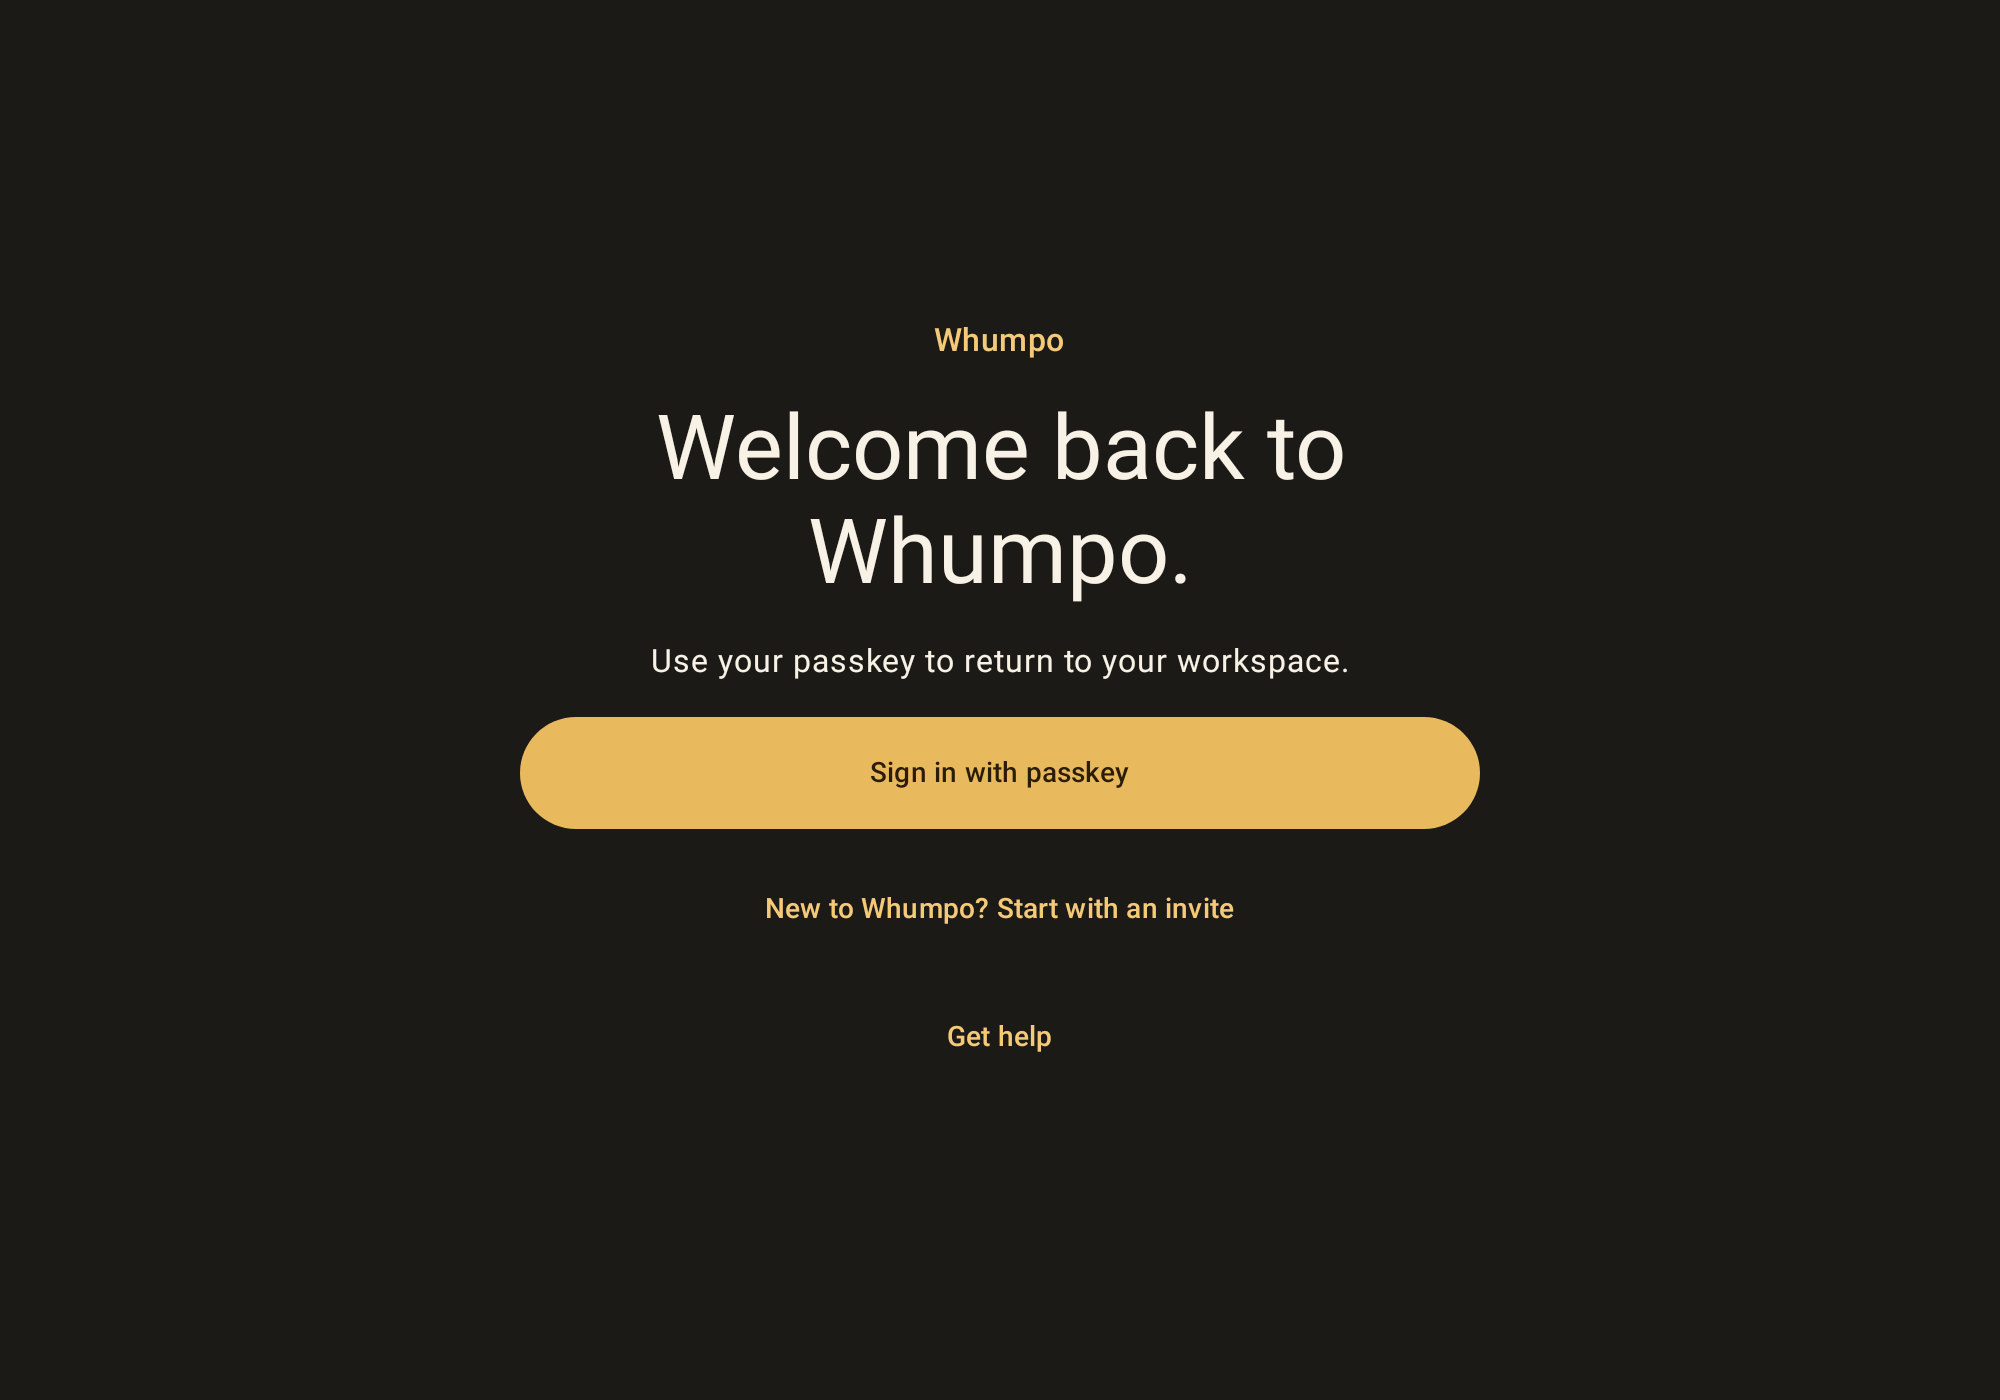 Whumpo
Welcome back to
Whumpo.
Use your passkey to return to your workspace.
Sign in with passkey
New to Whumpo? Start with an invite
Get help